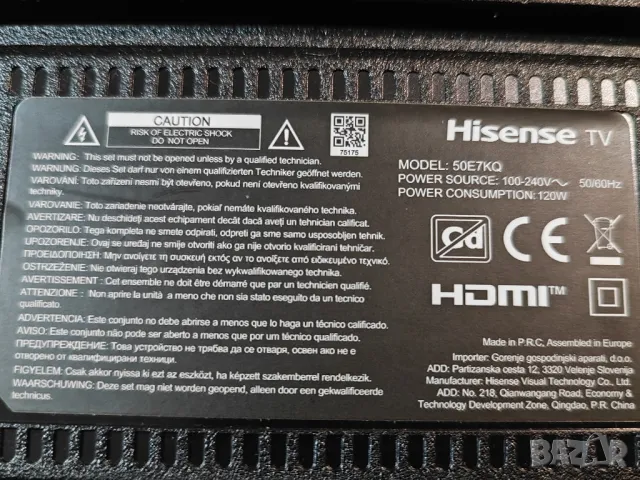 CAUTION
RISK OF ELECTRIC SHOCK
DO NOT OPEN
75175
WARNING: This set must not be opened unless by a qualified technician.
WARNUNG: Dieses Set darf nur von einem qualifizierten Techniker geöffnet werden.
VAROVÁNÍ: Toto zařízení nesmí být otevřeno, pokud není otevřeno kvalifikovaným
technikem.
VAROVANIE: Toto zariadenie neotvárajte, pokiaľ nemáte kvalifikovaného technika.
AVERIZARE: Nu deschideți acest echipament decât dacă aveți un tehnician calificat.
OPOZORILO: Tega kompleta ne smete odpirati, odpreti ga sme samo usposobljen tehnik.
UPOZORENJE: Ovaj se uređaj ne smije otvoriti ako ga nije otvorio kvalificirani tehničar.
ΠΡΟΕΙΔΟΠΟΙΗΣΗ: Μην ανοίγετε τη συσκευή εκτός αν το ανοίξετε από ειδικευμένο τεχνικό.
OSTRZEŻENIE: Nie otwieraj tego urządzenia bez wykwalifikowanego technika.
AVERTISSEMENT : Cet ensemble ne doit être démarré que par un technicien qualifié.
ATTENZIONE : Non aprire la unità a meno che non sia stato eseguito da un tecnico
qualificato.
ADVERTENCIA: Este conjunto no debe abrirse a menos que lo haga un técnico calificado.
AVISO: Este conjunto não pode ser aberto a menos que por um técnico qualificado.
ПРЕДУПРЕЖДЕНИЕ: Това устройство не трябва да се отваря, освен ако не е
отворено от квалифицирани техници.
FIGYELEM: Csak akkor nyissa ki ezt az eszközt, ha képzett szakemberrel rendelkezik.
WAARSCHUWING: Deze set mag niet worden geopend, alleen door een gekwalificeerde
technicus.
Hisense TV
MODEL: 50E7KQ
POWER SOURCE: 100-240V~ 50/60Hz
POWER CONSUMPTION: 120W
Cd
CE
HDMI™
Made in P.R.C, Assembled in Europe
Importer: Gorenje gospodinjski aparati, d.o.o.
ADD: Partizanska cesta 12, 3320 Velenje Slovenija
Manufacturer: Hisense Visual Technology Co., Ltd.
ADD: No. 218, Qianwangang Road, Economy &
Technology Development Zone, Qingdao, P.R. China
BAZAR